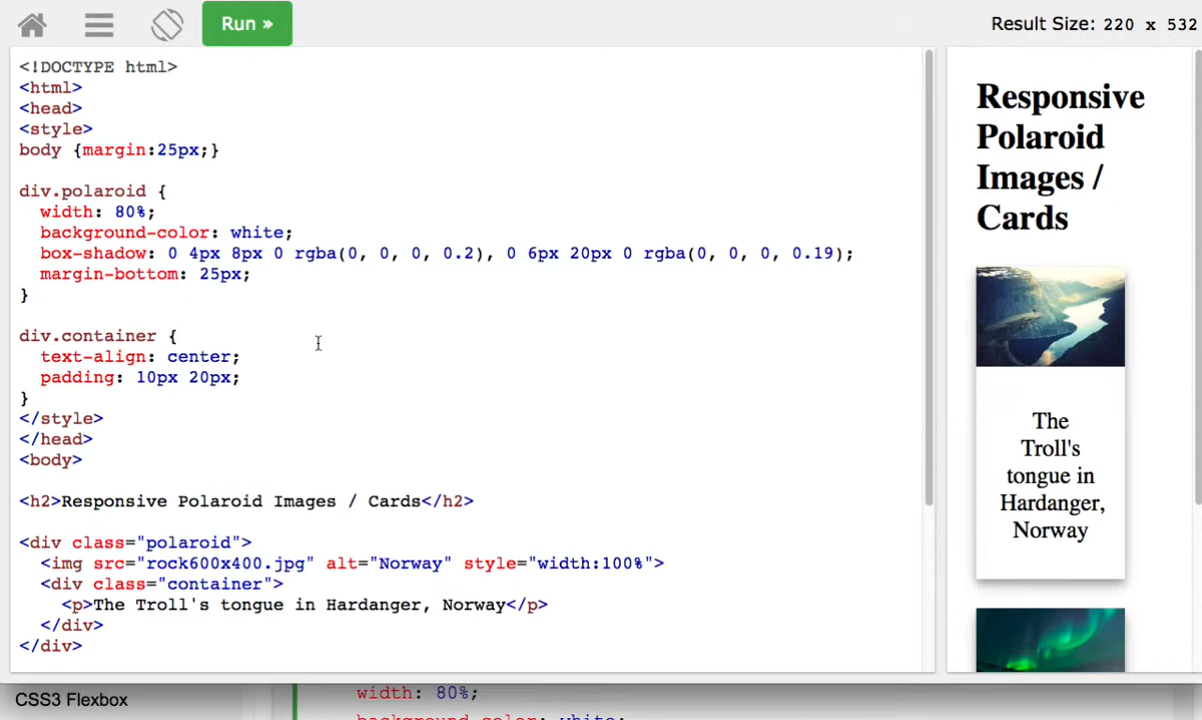 Run »
Result Size: 220 x 532
<!DOCTYPE html>
<html>
<head>
<style>
body {margin:25px;}
div.polaroid {
  width: 80%;
  background-color: white;
  box-shadow: 0 4px 8px 0 rgba(0, 0, 0, 0.2), 0 6px 20px 0 rgba(0, 0, 0, 0.19);
  margin-bottom: 25px;
}
div.container {
  text-align: center;
  padding: 10px 20px;
}
</style>
</head>
<body>
<h2>Responsive Polaroid Images / Cards</h2>
<div class="polaroid">
  <img src="rock600x400.jpg" alt="Norway" style="width:100%">
  <div class="container">
    <p>The Troll's tongue in Hardanger, Norway</p>
  </div>
</div>
Responsive
Polaroid
Images /
Cards
The
Troll's
tongue in
Hardanger,
Norway
CSS3 Flexbox
width: 80%;
background-color: white;